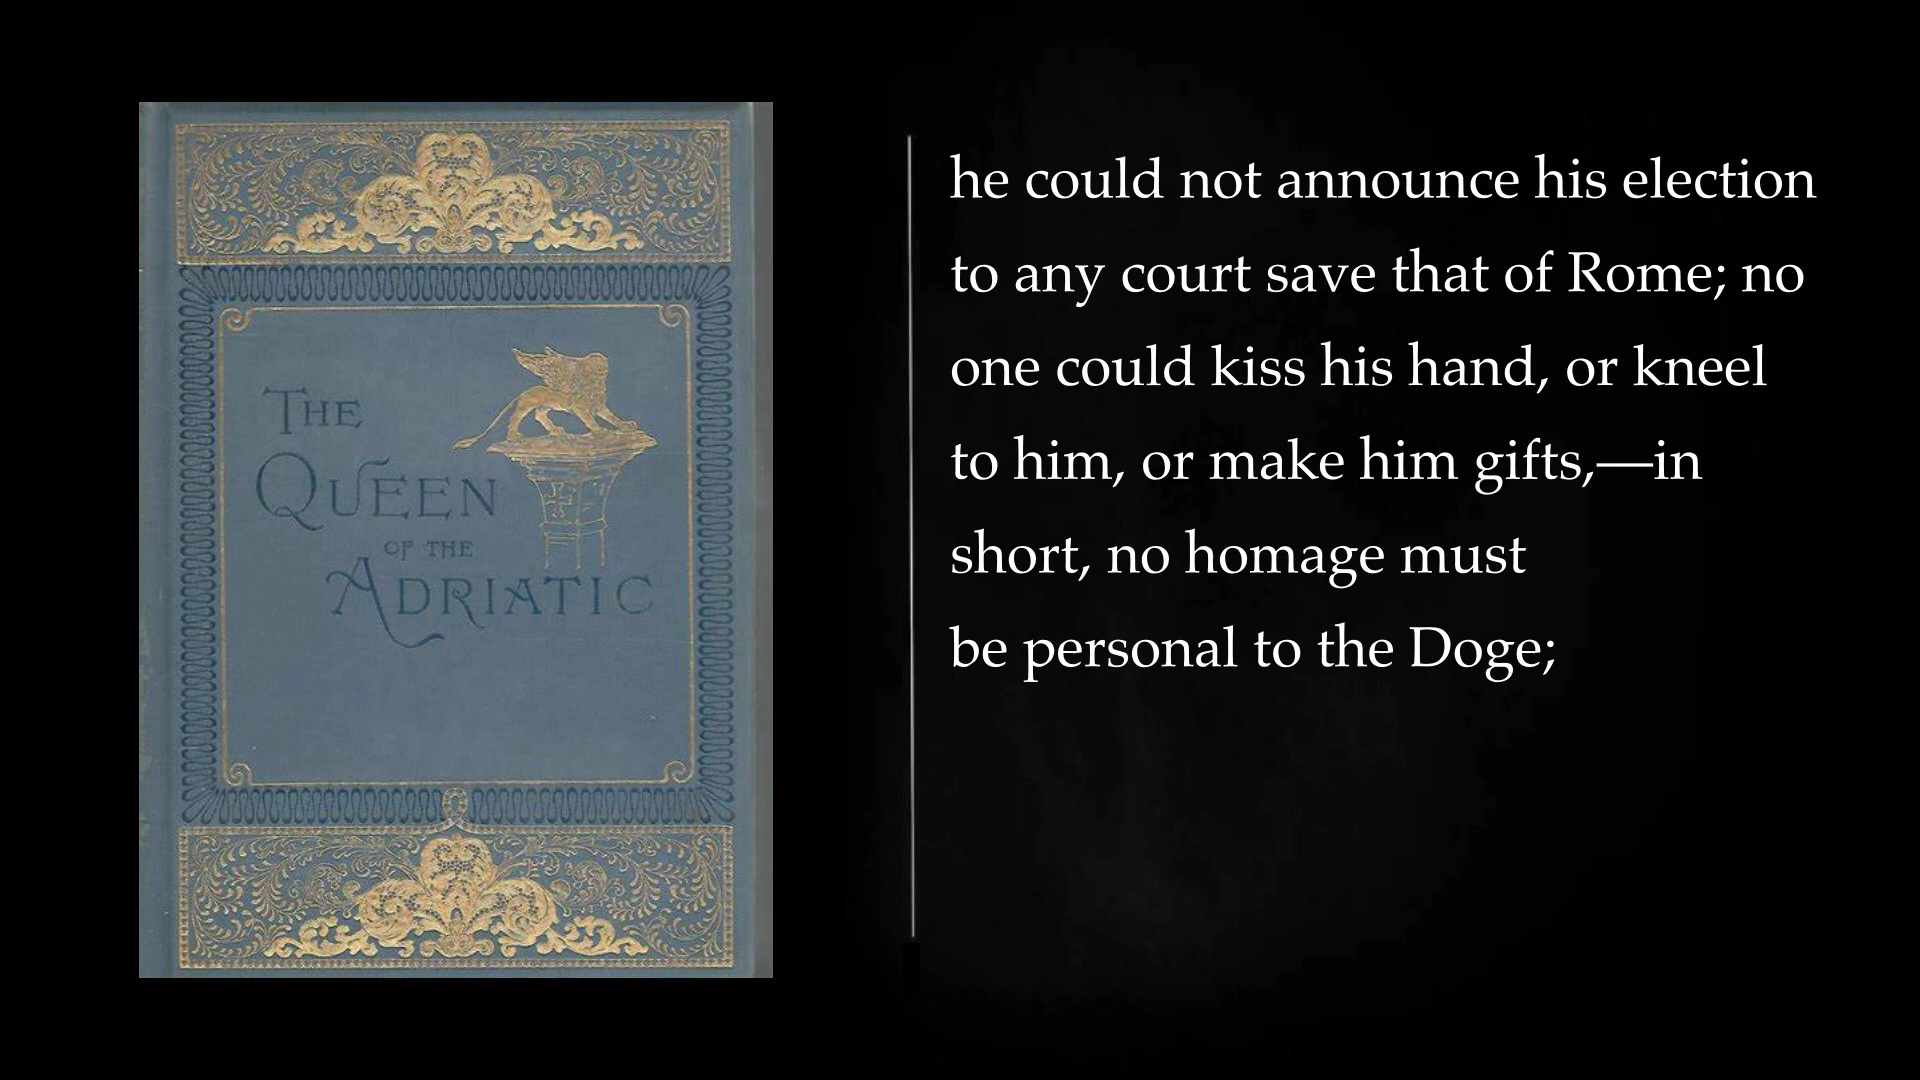 THE
QUEEN
OF THE
ADRIATIC
he could not announce his election
to any court save that of Rome; no
one could kiss his hand, or kneel
to him, or make him gifts,—in
short, no homage must
be personal to the Doge;